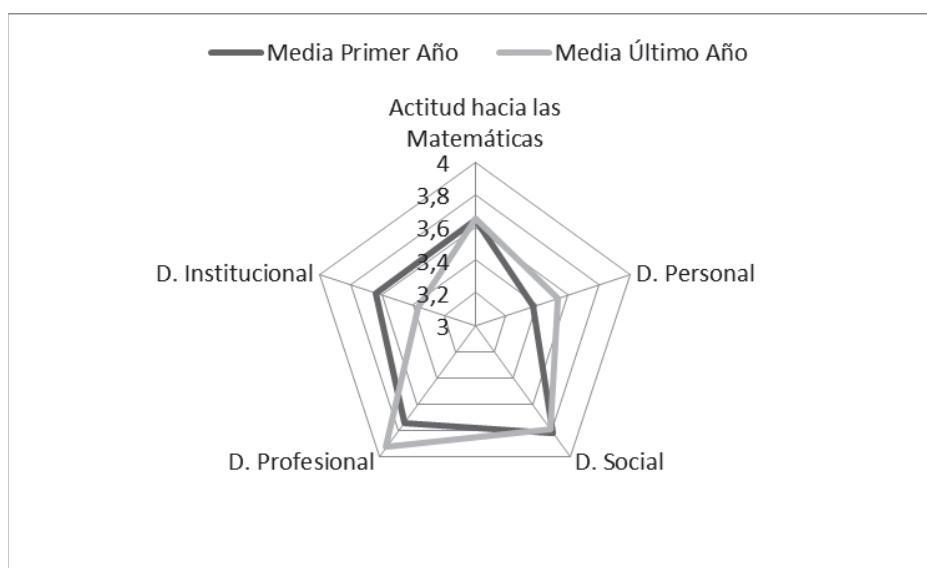 Media Primer Año
Media Último Año
Actitud hacia las
Matemáticas
4
3,8
3,6
3,4
3,2
3
D. Institucional
D. Personal
D. Profesional
D. Social